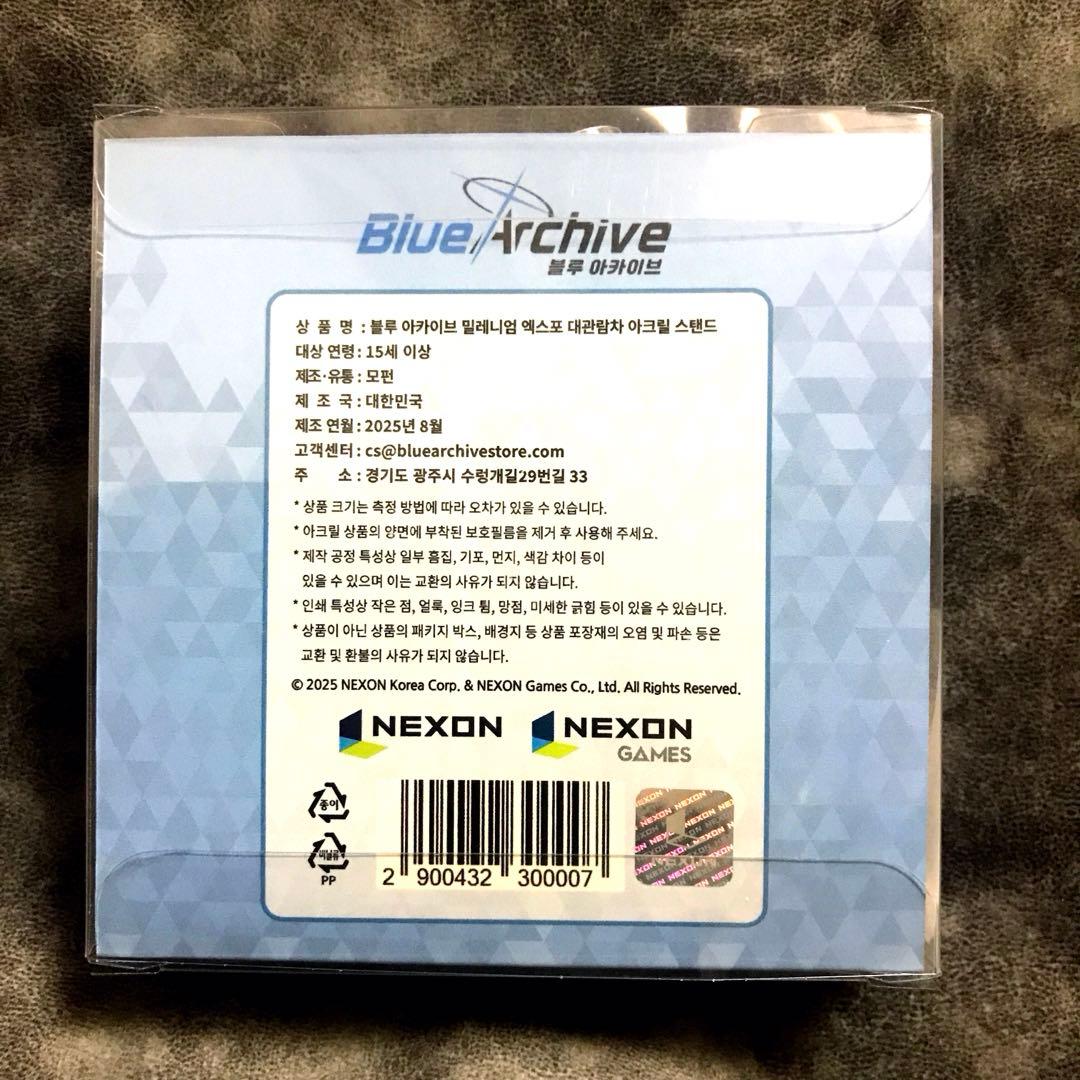 Blue Archive
블루 아카이브
상 품 명 : 블루 아카이브 밀레니엄 엑스포 대관람차 아크릴 스탠드
대상 연령 : 15세 이상
제조·유통 : 모펀
제 조 국 : 대한민국
제조 연월 : 2025년 8월
고객센터 : cs@bluearchivestore.com
주 소 : 경기도 광주시 수렁개길29번길 33
* 상품 크기는 측정 방법에 따라 오차가 있을 수 있습니다.
* 아크릴 상품의 양면에 부착된 보호필름을 제거 후 사용해 주세요.
* 제작 공정 특성상 일부 흠집, 기포, 먼지, 색감 차이 등이
있을 수 있으며 이는 교환의 사유가 되지 않습니다.
* 인쇄 특성상 작은 점, 얼룩, 잉크 튐, 망점, 미세한 긁힘 등이 있을 수 있습니다.
* 상품이 아닌 상품의 패키지 박스, 배경지 등 상품 포장재의 오염 및 파손 등은
교환 및 환불의 사유가 되지 않습니다.
© 2025 NEXON Korea Corp. & NEXON Games Co., Ltd. All Rights Reserved.
NEXON NEXON
GAMES
종이
비닐류
PP
2 900432 300007
NEXON NEXON